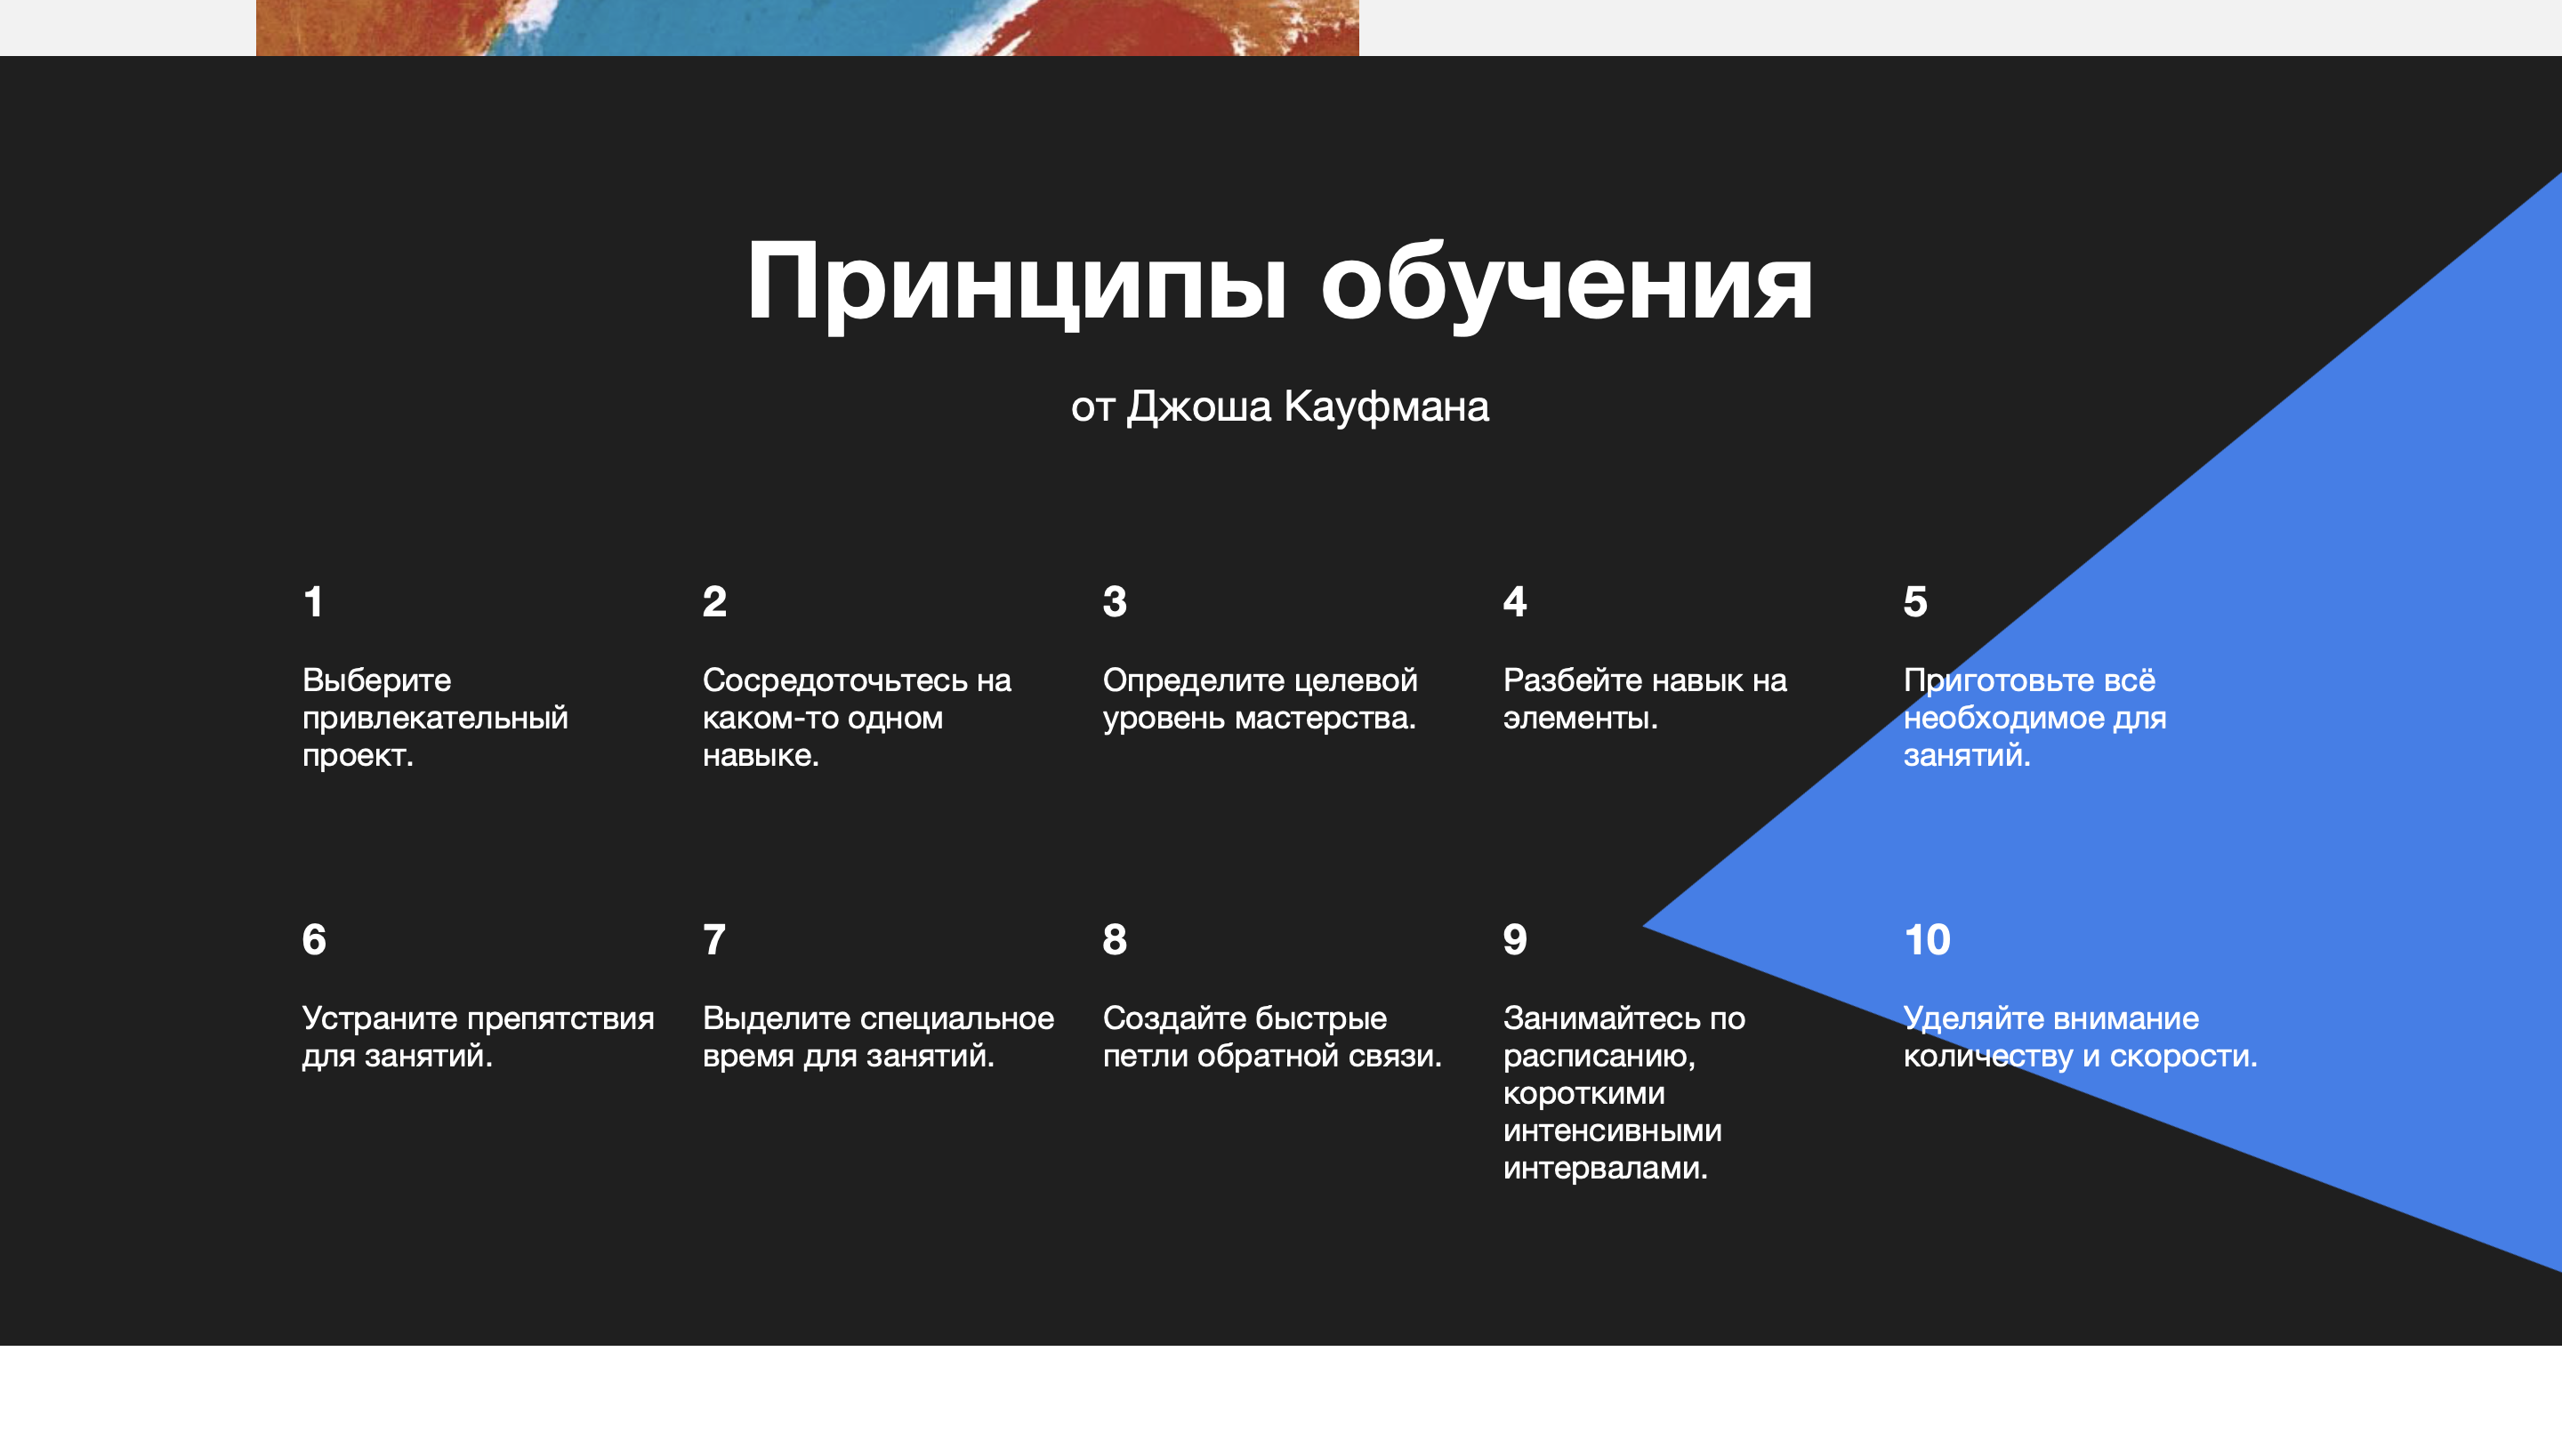 Принципы обучения
от Джоша Кауфмана
1
Выберите
привлекательный
проект.
2
Сосредоточьтесь на
каком-то одном
навыке.
3
Определите целевой
уровень мастерства.
4
Разбейте навык на
элементы.
5
Приготовьте всё
необходимое для
занятий.
6
Устраните препятствия
для занятий.
7
Выделите специальное
время для занятий.
8
Создайте быстрые
петли обратной связи.
9
Занимайтесь по
расписанию,
короткими
интенсивными
интервалами.
10
Уделяйте внимание
количеству и скорости.